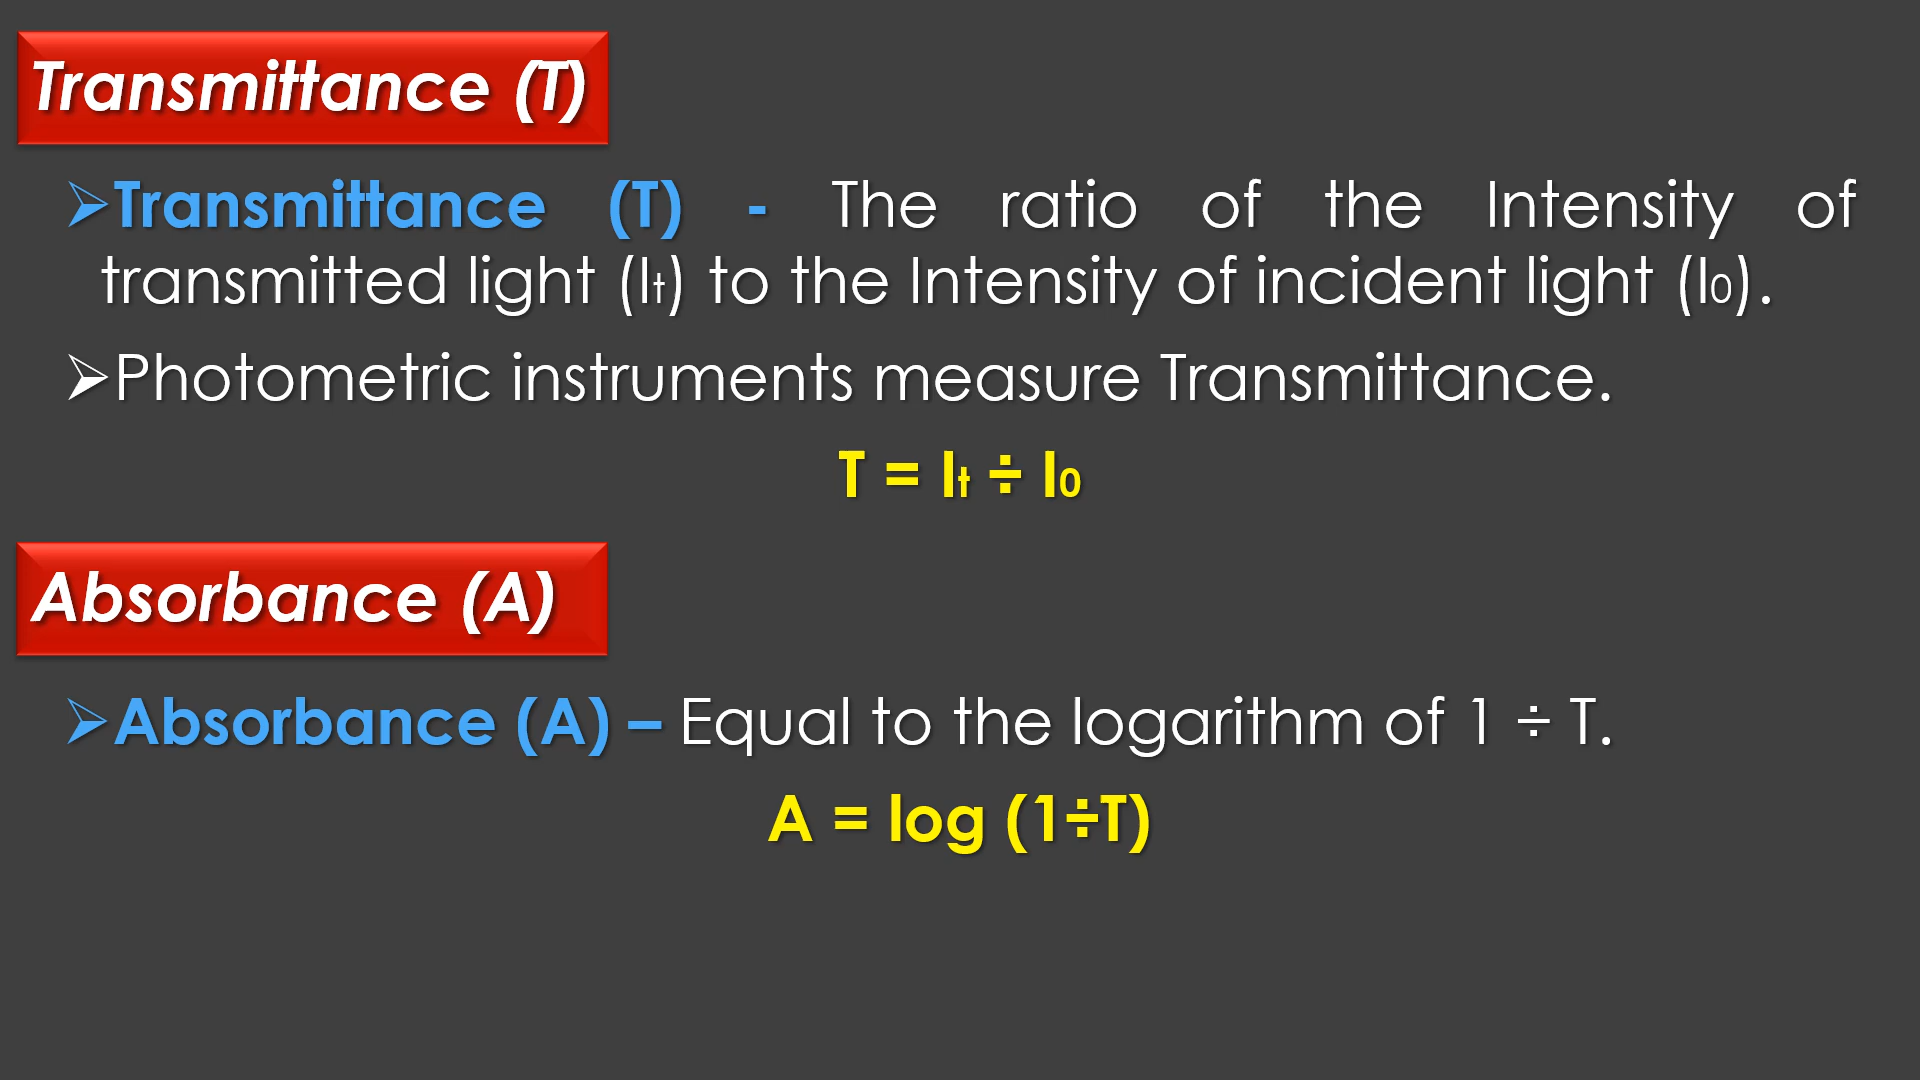 Transmittance (T)
➢Transmittance (T) - The ratio of the Intensity of
transmitted light (It) to the Intensity of incident light (I0).
➢Photometric instruments measure Transmittance.
T = It ÷ I0
Absorbance (A)
➢Absorbance (A) – Equal to the logarithm of 1 ÷ T.
A = log (1÷T)